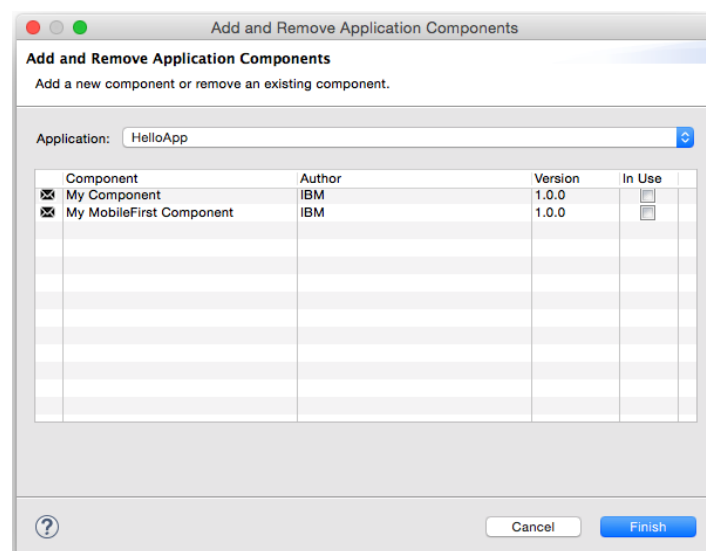 Add and Remove Application Components
Add and Remove Application Components
Add a new component or remove an existing component.
Application: HelloApp
Component Author Version In Use
My Component IBM 1.0.0
My MobileFirst Component IBM 1.0.0
? Cancel Finish